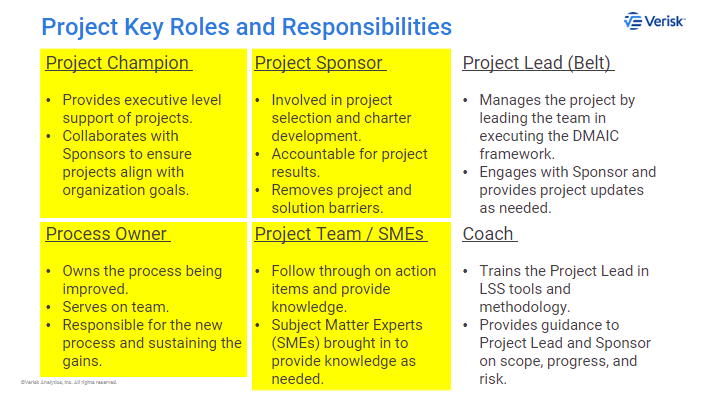 Project Key Roles and Responsibilities
Verisk
Project Champion
• Provides executive level
support of projects.
• Collaborates with
Sponsors to ensure
projects align with
organization goals.
Project Sponsor
• Involved in project
selection and charter
development.
• Accountable for project
results.
• Removes project and
solution barriers.
Project Lead (Belt)
• Manages the project by
leading the team in
executing the DMAIC
framework.
• Engages with Sponsor and
provides project updates
as needed.
Process Owner
• Owns the process being
improved.
• Serves on team.
• Responsible for the new
process and sustaining the
gains.
Project Team / SMEs
• Follow through on action
items and provide
knowledge.
• Subject Matter Experts
(SMEs) brought in to
provide knowledge as
needed.
Coach
• Trains the Project Lead in
LSS tools and
methodology.
• Provides guidance to
Project Lead and Sponsor
on scope, progress, and
risk.
©Verisk Analytics, Inc. All rights reserved.